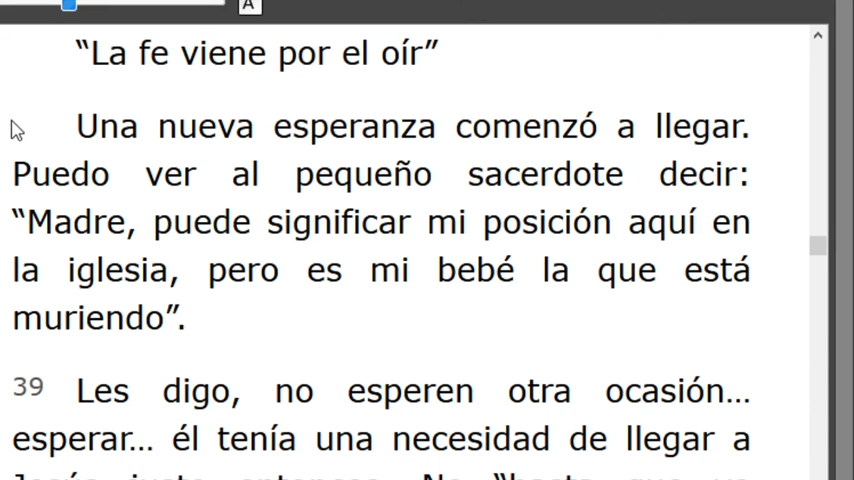 A
“La fe viene por el oír”
Una nueva esperanza comenzó a llegar.
Puedo ver al pequeño sacerdote decir:
“Madre, puede significar mi posición aquí en
la iglesia, pero es mi bebé la que está
muriendo”.
39 Les digo, no esperen otra ocasión…
esperar… él tenía una necesidad de llegar a